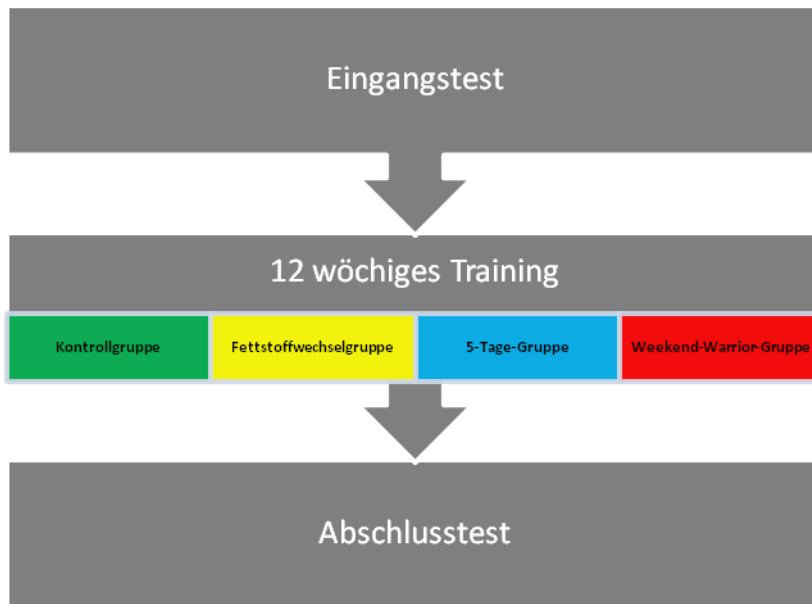 Eingangstest
12 wöchiges Training
Kontrollgruppe
Fettstoffwechselgruppe
5-Tage-Gruppe
Weekend-Warrior-Gruppe
Abschlusstest